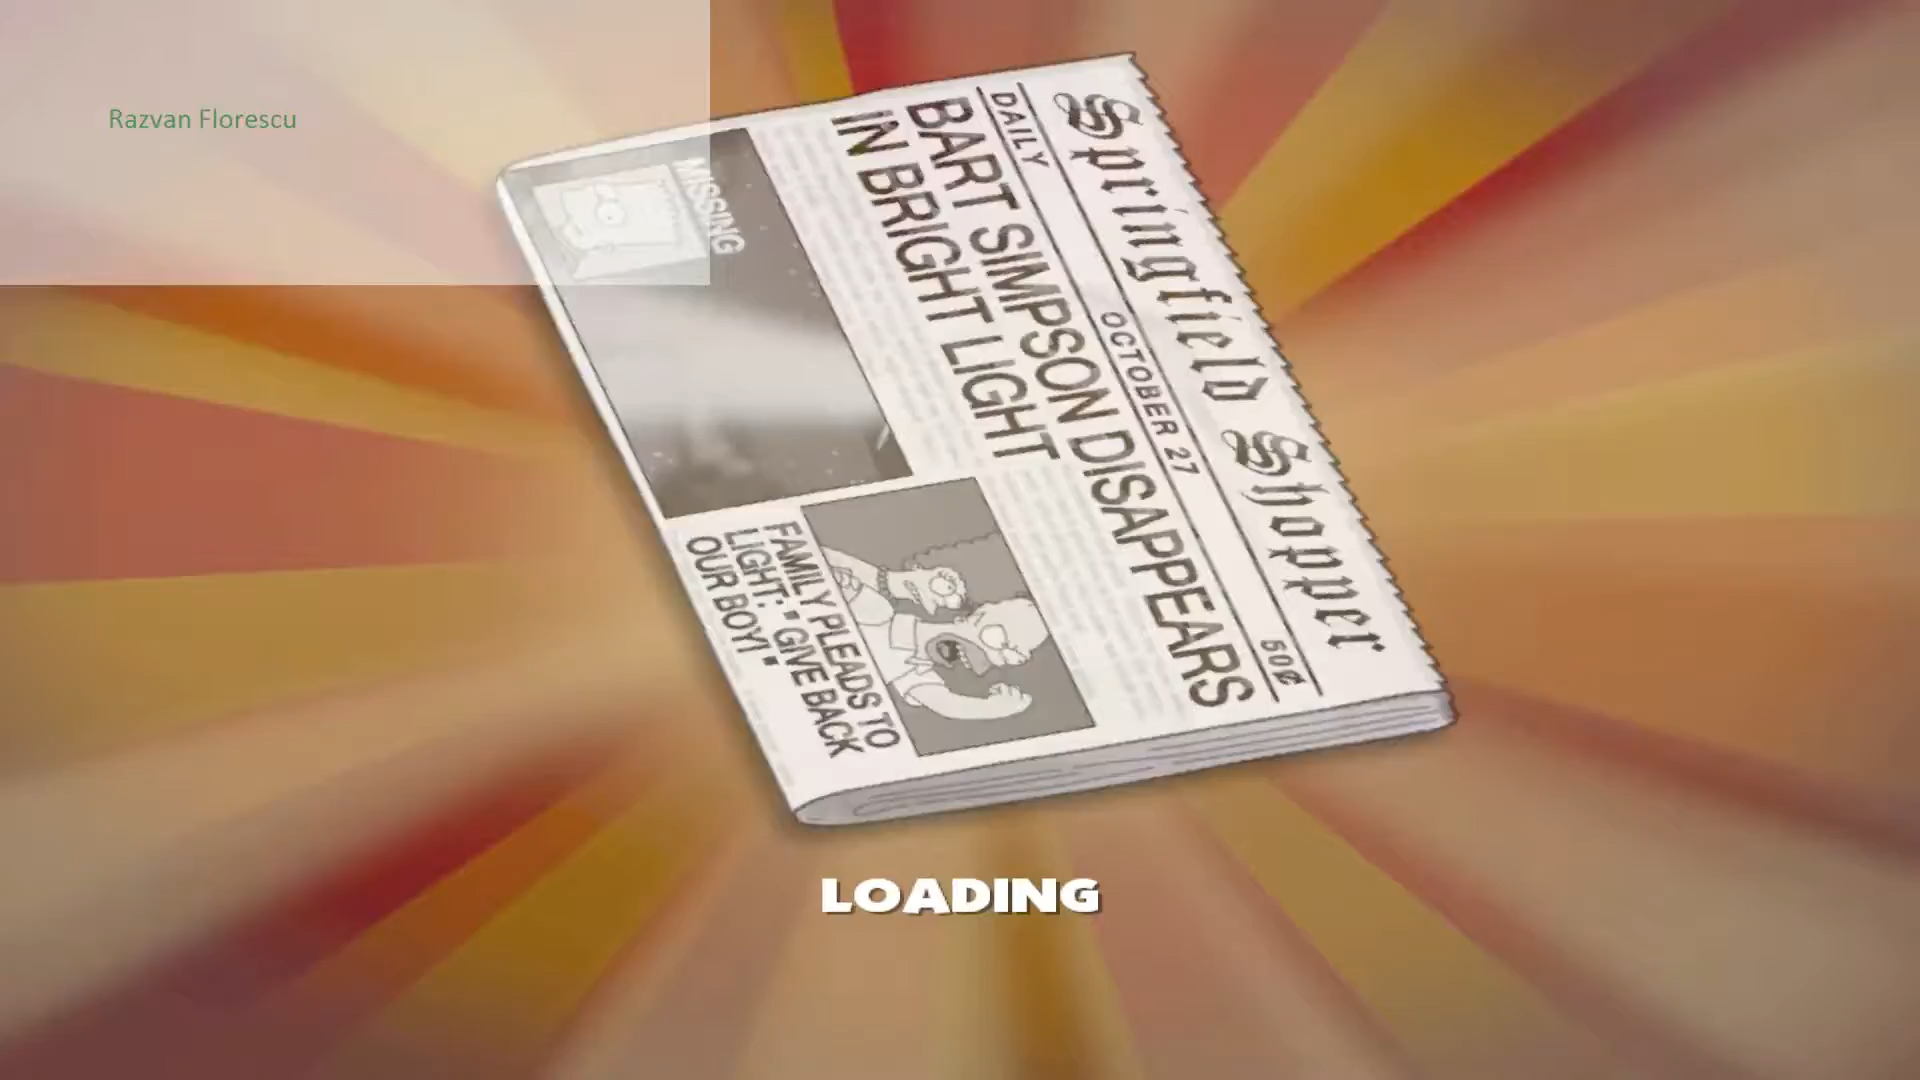 Razvan Florescu
Springfield Shopper
DAILY OCTOBER 27 50¢
BART SIMPSON DISAPPEARS
IN BRIGHT LIGHT
MISSING
FAMILY PLEADS TO
LIGHT: "GIVE BACK
OUR BOY!"
LOADING